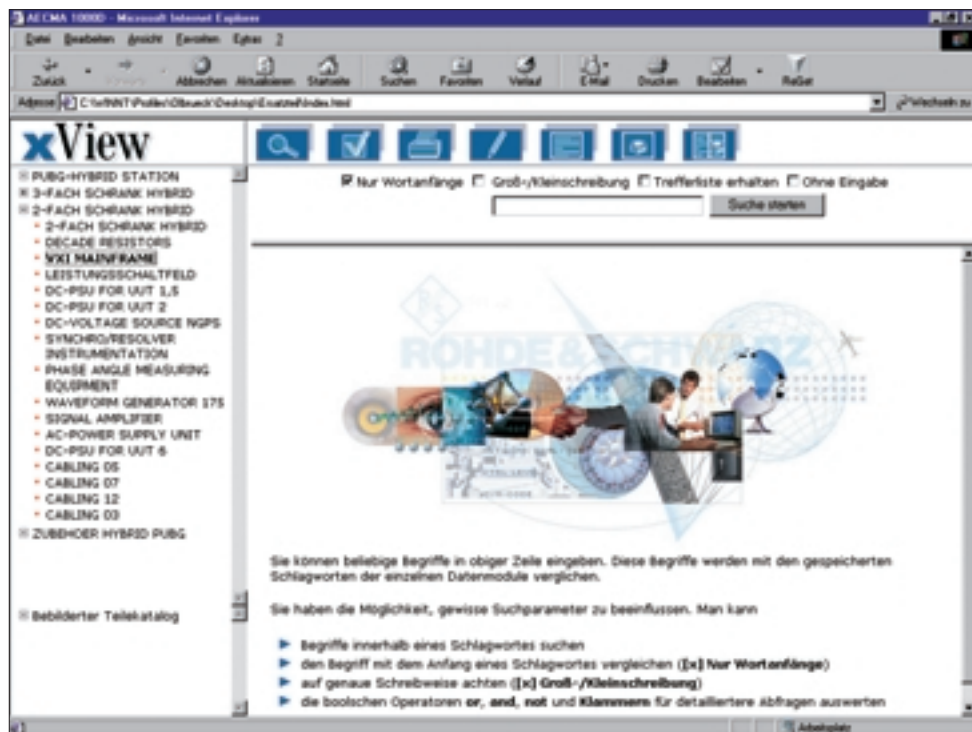 AECMA 1000D - Microsoft Internet Explorer
Datei Bearbeiten Ansicht Favoriten Extras ?
Zurück Abbrechen Aktualisieren Startseite Suchen Favoriten Verlauf E-Mail Drucken Bearbeiten
Adresse Wechseln zu
xView
PUBG-HYBRID STATION
3-FACH SCHRANK HYBRID
2-FACH SCHRANK HYBRID
2-FACH SCHRANK HYBRID
DECADE RESISTORS
VXI MAINFRAME
LEISTUNGSSCHALTFELD
DC-PSU FOR UUT 1,5
DC-PSU FOR UUT 2
DC-VOLTAGE SOURCE NGPS
SYNCHRO/RESOLVER
INSTRUMENTATION
PHASE ANGLE MEASURING
EQUIPMENT
WAVEFORM GENERATOR 175
SIGNAL AMPLIFIER
AC-POWER SUPPLY UNIT
DC-PSU FOR UUT 6
CABLING 05
CABLING 07
CABLING 12
CABLING 03
ZUBEHOER HYBRID PUBG
Bebilderter Teilekatalog
Nur Wortanfänge Groß-/Kleinschreibung Trefferliste erhalten Ohne Eingabe
Suche starten
ROHDE & SCHWARZ
Sie können beliebige Begriffe in obiger Zeile eingeben. Diese Begriffe werden mit den gespeicherten
Schlagworten der einzelnen Datenmodule verglichen.
Sie haben die Möglichkeit, gewisse Suchparameter zu beeinflussen. Man kann
Begriffe innerhalb eines Schlagwortes suchen
den Begriff mit dem Anfang eines Schlagwortes vergleichen ([x] Nur Wortanfänge)
auf genaue Schreibweise achten ([x] Groß-/Kleinschreibung)
die boolschen Operatoren or, and, not und Klammern für detailliertere Abfragen auswerten
Arbeitsplatz